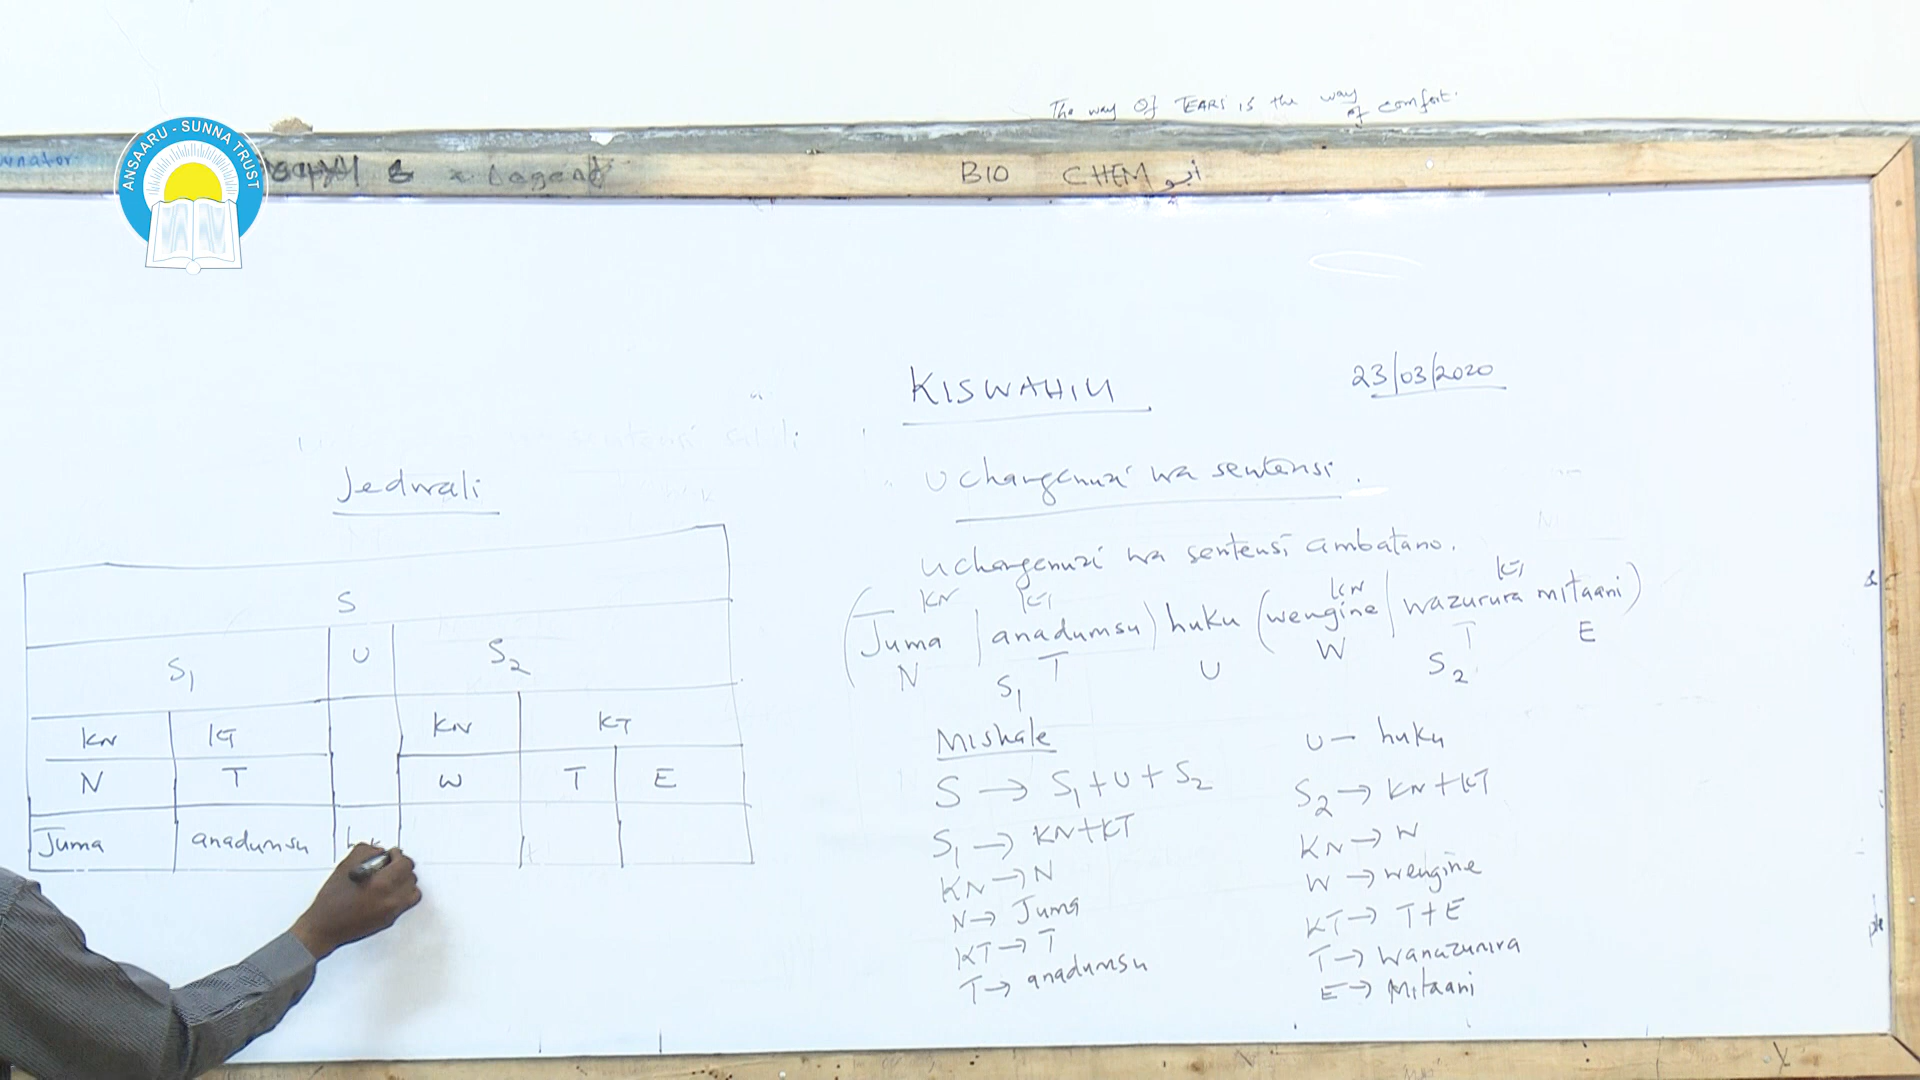 The way of TEARS is the way of comfort.
ANSAARU - SUNNA TRUST
BIO CHEM أبو
KISWAHILI 23/03/2020
Uchanganuzi wa sentensi.
Uchanganuzi wa sentensi ambatano.
KN KT KN KT
(Juma | anadumsu) huku (wengine | wazurura mitaani)
N T U W T E
S1 S2
Mishale
S → S1 + U + S2
S1 → KN+KT
KN → N
N → Juma
KT → T
T → anadumsu
U – huku
S2 → KN+KT
KN → W
W → wengine
KT → T+E
T → Wanazurura
E → Mitaani
Jedwali
S
S1 U S2
KN KT KN KT
N T W T E
Juma anadumsu